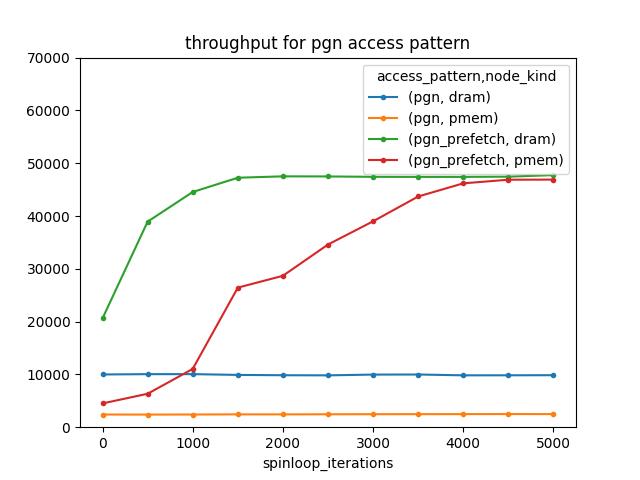 throughput for pgn access pattern
70000
60000
50000
40000
30000
20000
10000
0
access_pattern,node_kind
(pgn, dram)
(pgn, pmem)
(pgn_prefetch, dram)
(pgn_prefetch, pmem)
0 1000 2000 3000 4000 5000
spinloop_iterations